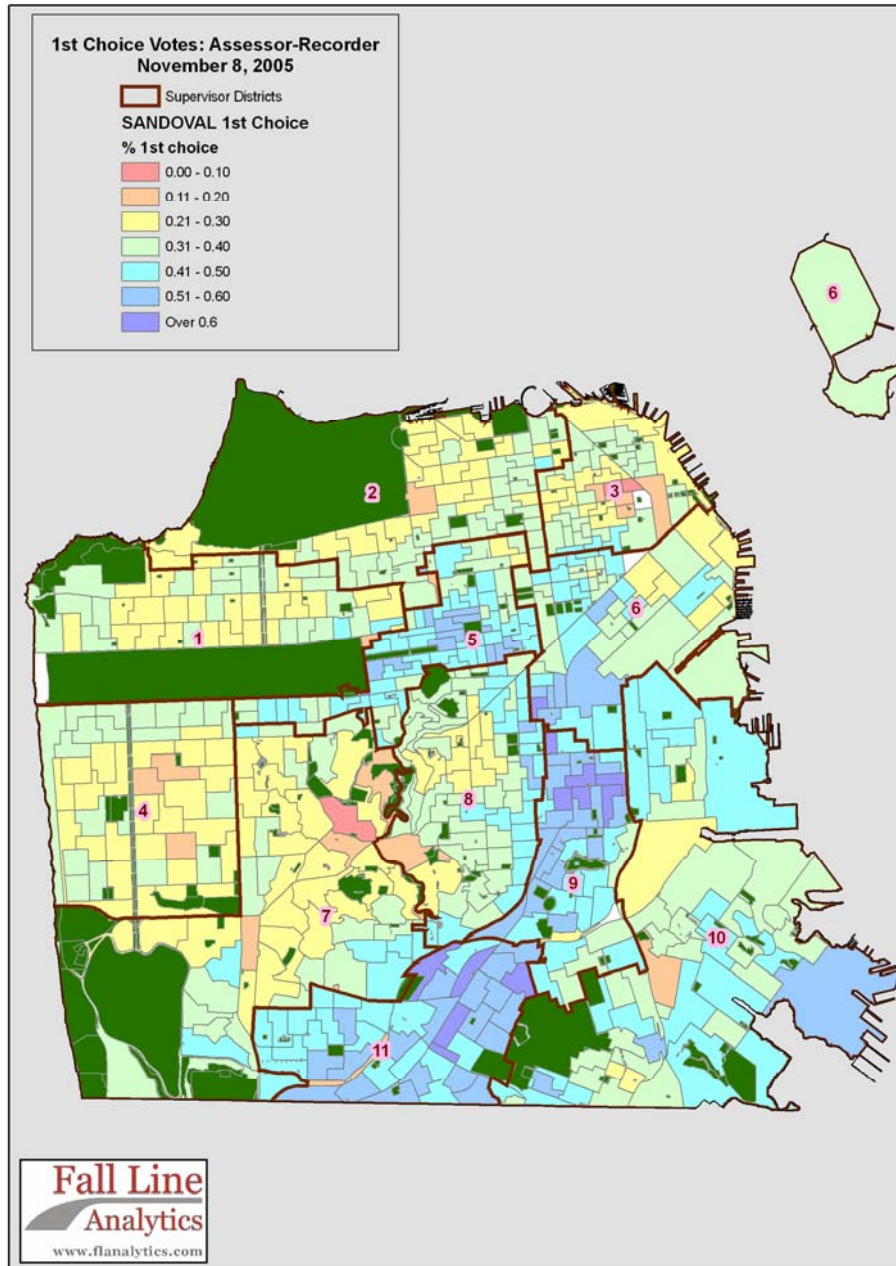 1st Choice Votes: Assessor-Recorder
November 8, 2005
Supervisor Districts
SANDOVAL 1st Choice
% 1st choice
0.00 - 0.10
0.11 - 0.20
0.21 - 0.30
0.31 - 0.40
0.41 - 0.50
0.51 - 0.60
Over 0.6
6
2
3
6
1
5
4
8
9
7
10
11
Fall Line
Analytics
www.flanalytics.com